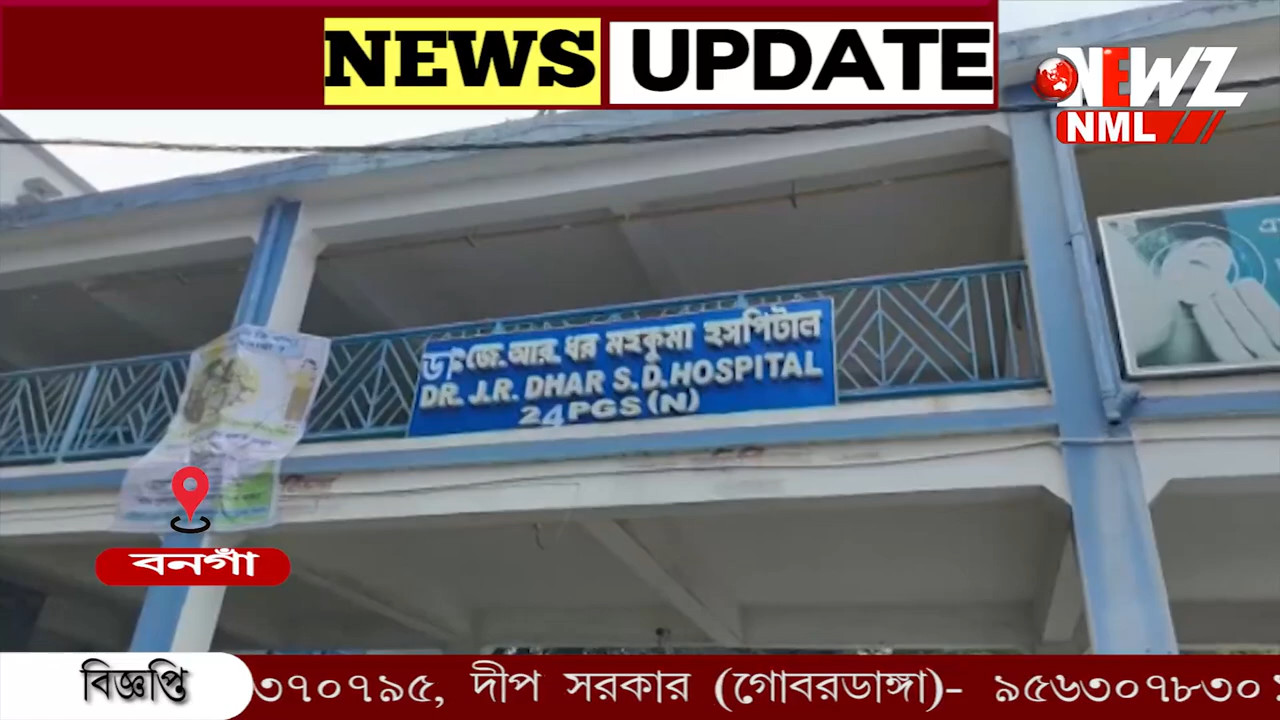 NEWS UPDATE
NEWZ
NML
ডাঃ জে. আর. ধর মহকুমা হসপিটাল
DR. J.R. DHAR S.D. HOSPITAL
24 PGS (N)
বনগাঁ
বিজ্ঞপ্তি
৩৭০৭৯৫, দীপ সরকার (গোবরডাঙ্গা)- ৯৫৬৩০৭৮৩০